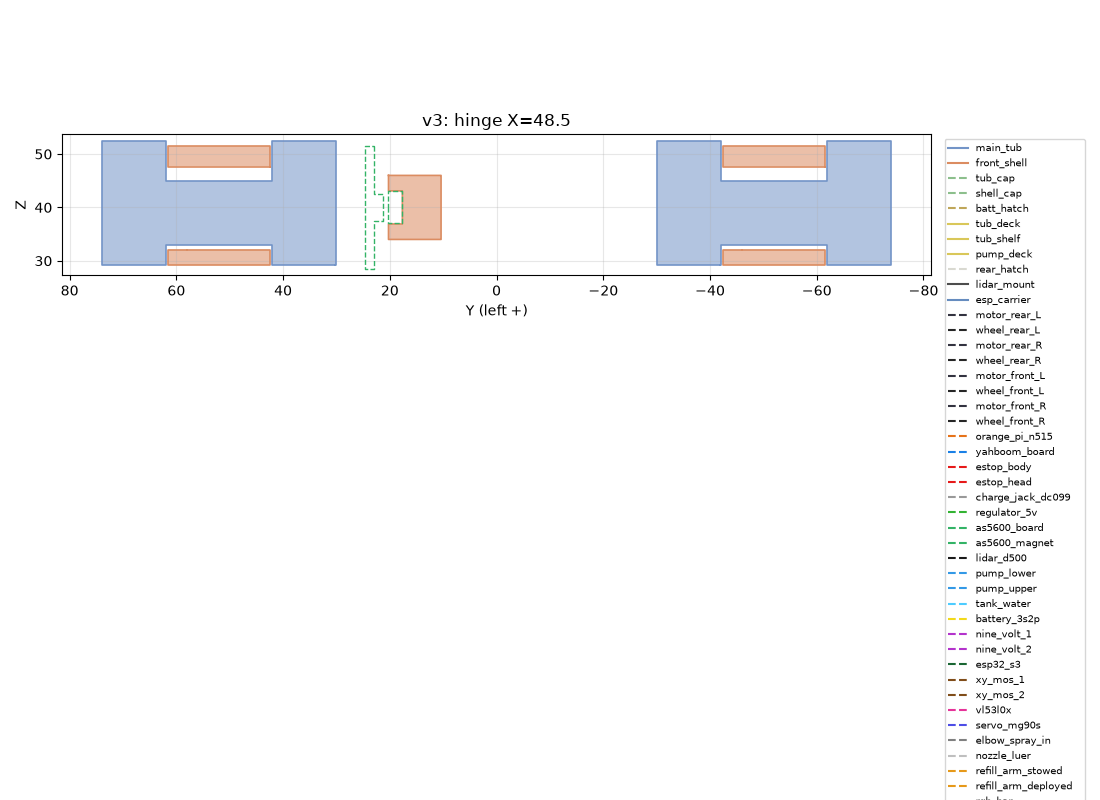 v3: hinge X=48.5
50
40
30
Z
80
60
40
20
0
−20
−40
−60
−80
Y (left +)
main_tub
front_shell
tub_cap
shell_cap
batt_hatch
tub_deck
tub_shelf
pump_deck
rear_hatch
lidar_mount
esp_carrier
motor_rear_L
wheel_rear_L
motor_rear_R
wheel_rear_R
motor_front_L
wheel_front_L
motor_front_R
wheel_front_R
orange_pi_n515
yahboom_board
estop_body
estop_head
charge_jack_dc099
regulator_5v
as5600_board
as5600_magnet
lidar_d500
pump_lower
pump_upper
tank_water
battery_3s2p
nine_volt_1
nine_volt_2
esp32_s3
xy_mos_1
xy_mos_2
vl53l0x
servo_mg90s
elbow_spray_in
nozzle_luer
refill_arm_stowed
refill_arm_deployed